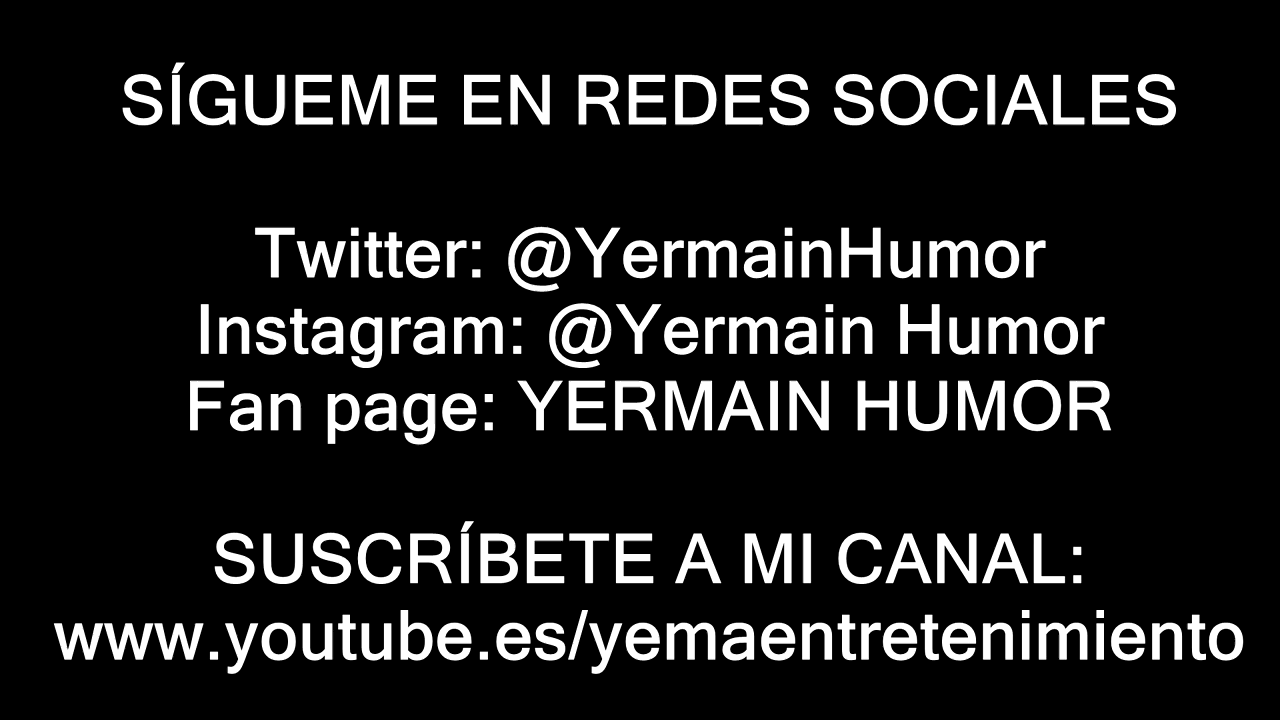 SÍGUEME EN REDES SOCIALES
Twitter: @YermainHumor
Instagram: @Yermain Humor
Fan page: YERMAIN HUMOR
SUSCRÍBETE A MI CANAL:
www.youtube.es/yemaentretenimiento